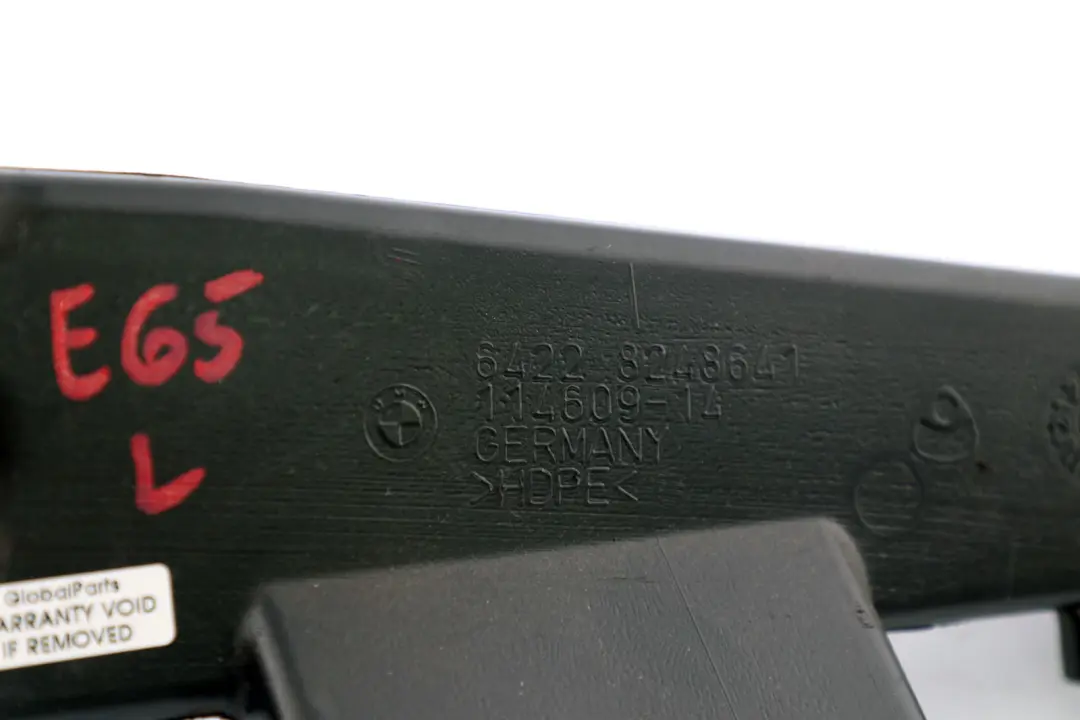 E65
L
6422 8248641
114609-14
GERMANY
>HDPE<
GlobalParts
ARRANTY VOID
IF REMOVED